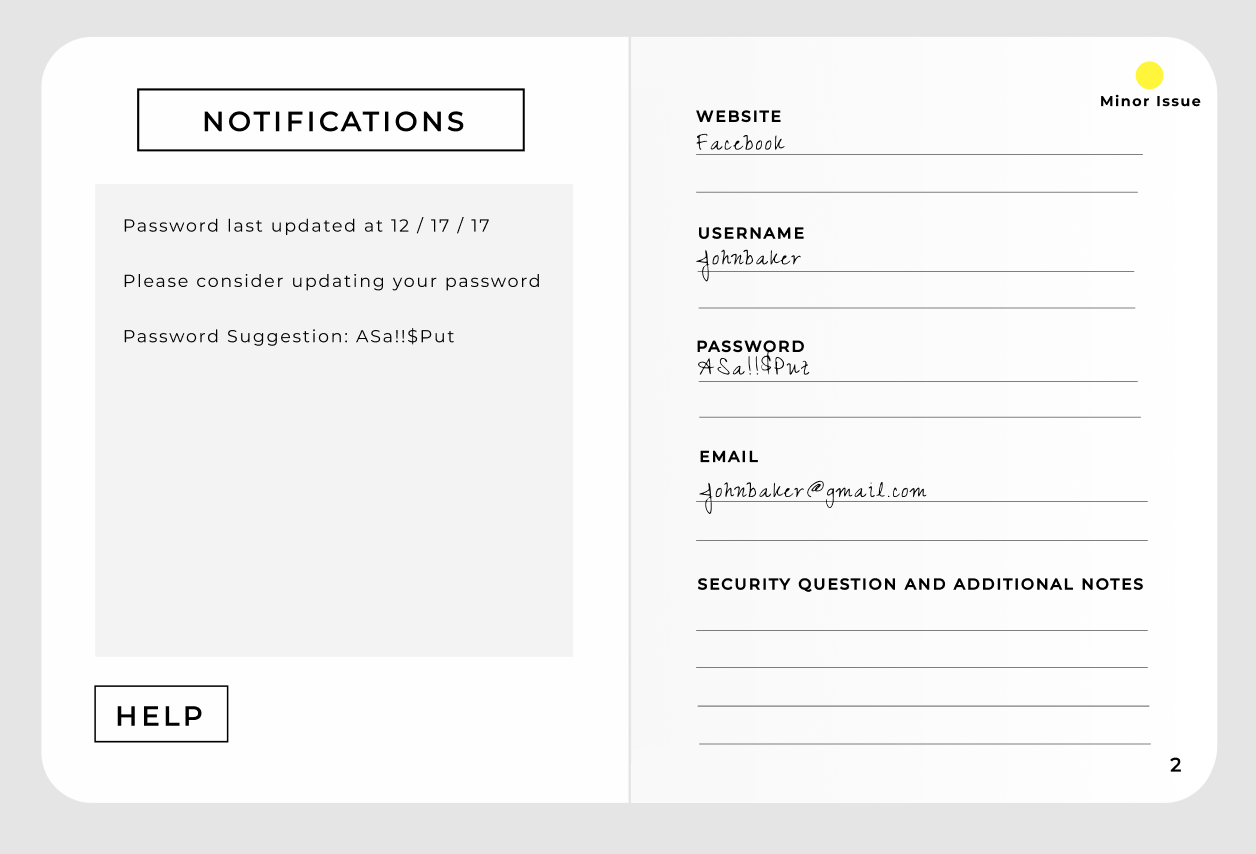 NOTIFICATIONS
Password last updated at 12 / 17 / 17
Please consider updating your password
Password Suggestion: ASa!!$Put
HELP
Minor Issue
WEBSITE
Facebook
USERNAME
Johnbaker
PASSWORD
ASa!!$Put
EMAIL
Johnbaker@gmail.com
SECURITY QUESTION AND ADDITIONAL NOTES
2